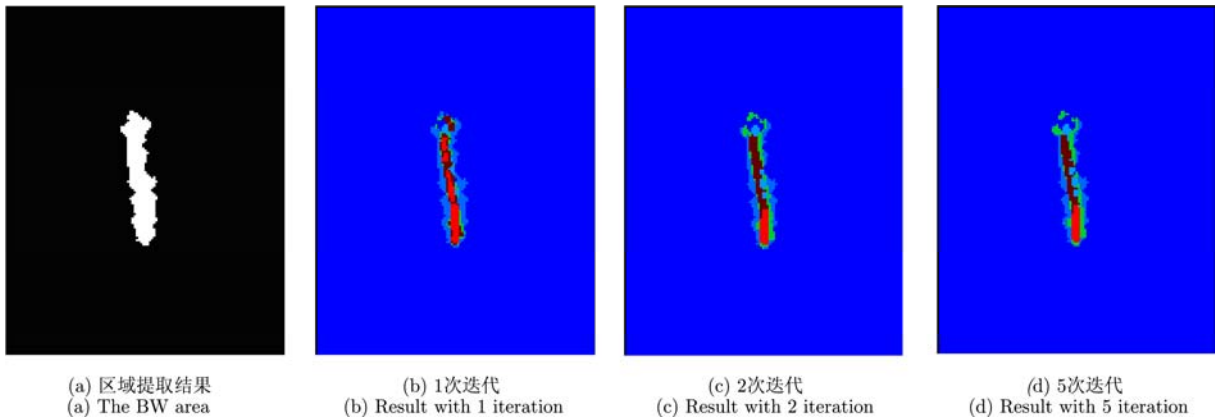 (a) 区域提取结果
(a) The BW area
(b) 1次迭代
(b) Result with 1 iteration
(c) 2次迭代
(c) Result with 2 iteration
(d) 5次迭代
(d) Result with 5 iteration